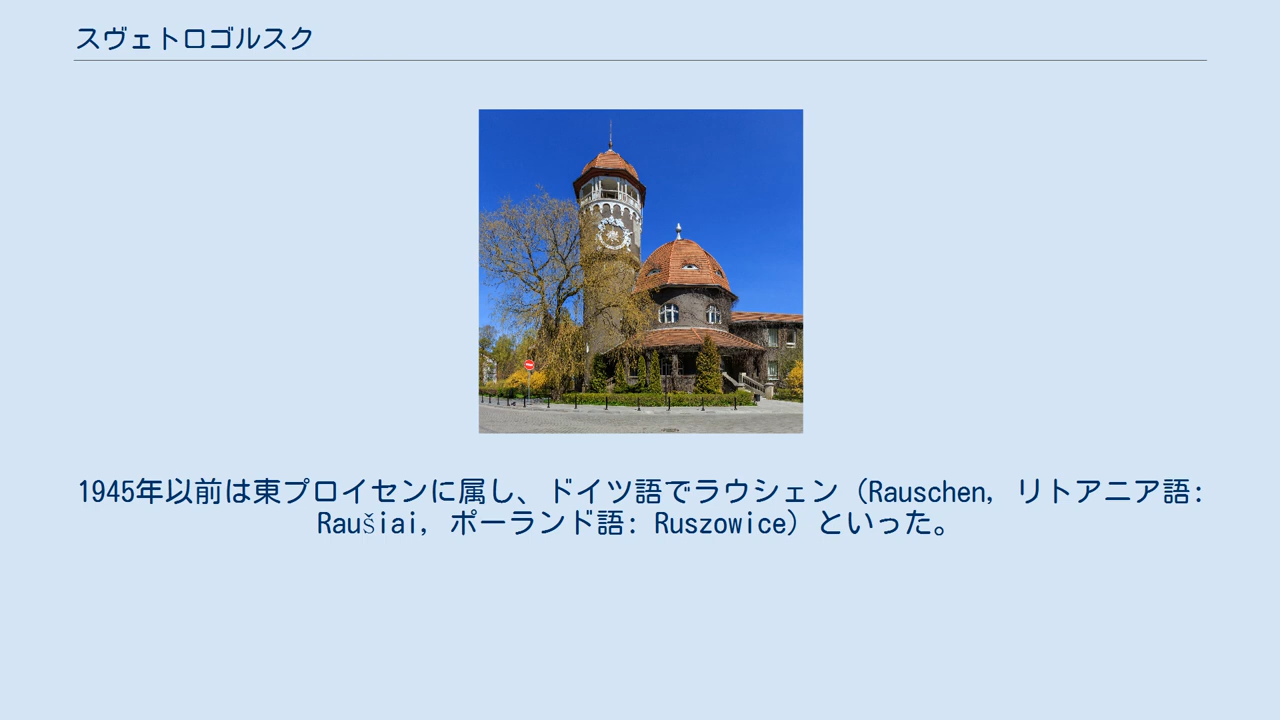 スヴェトロゴルスク
1945年以前は東プロイセンに属し、ドイツ語でラウシェン（Rauschen, リトアニア語:
Raušiai, ポーランド語: Ruszowice）といった。